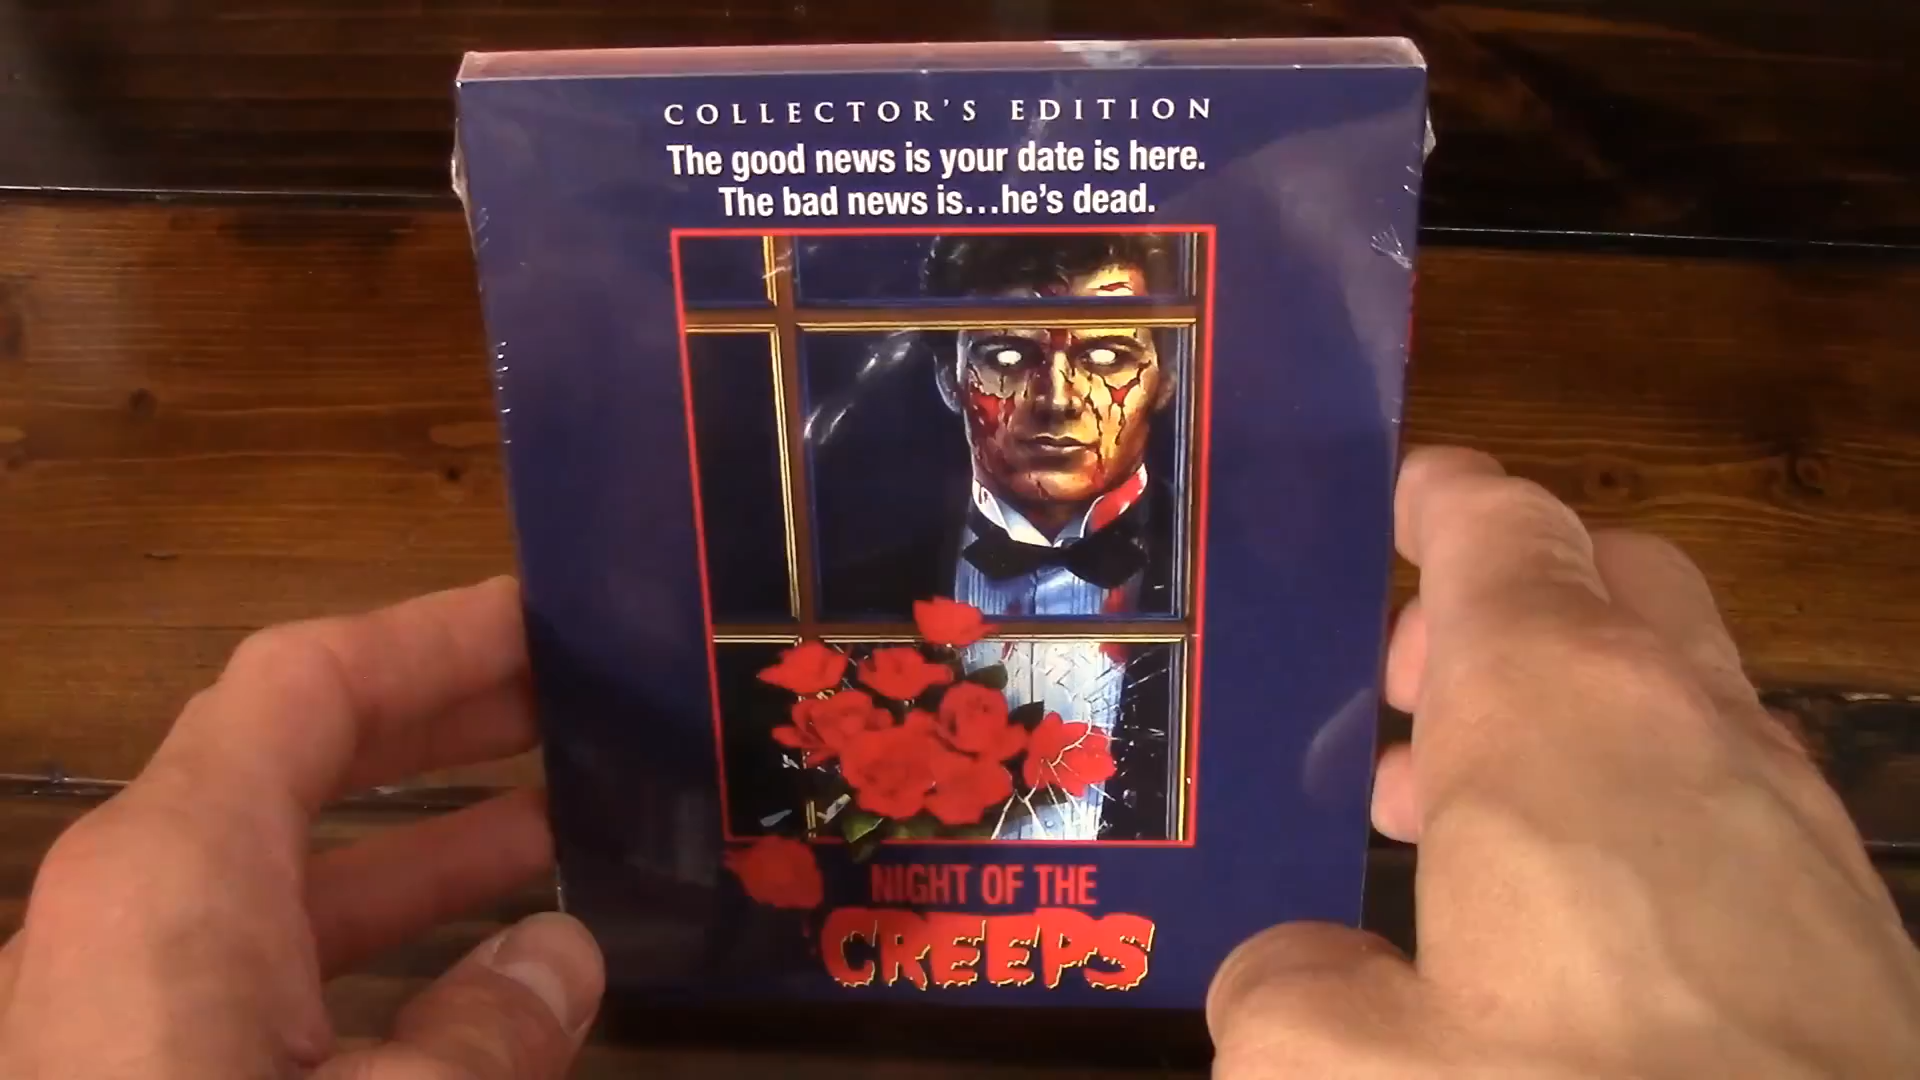 COLLECTOR'S EDITION
The good news is your date is here.
The bad news is...he's dead.
NIGHT OF THE
CREEPS